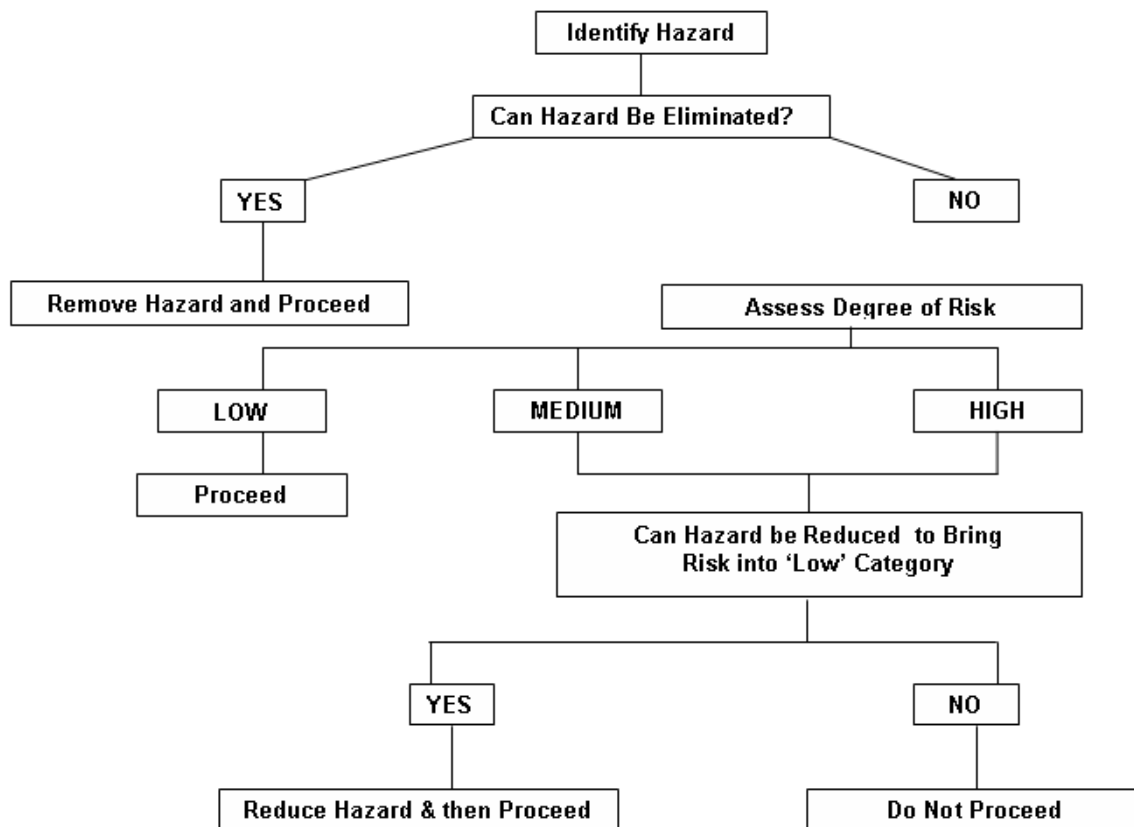 Identify Hazard
Can Hazard Be Eliminated?
YES
NO
Remove Hazard and Proceed
Assess Degree of Risk
LOW
MEDIUM
HIGH
Proceed
Can Hazard be Reduced to Bring
Risk into ‘Low’ Category
YES
NO
Reduce Hazard & then Proceed
Do Not Proceed